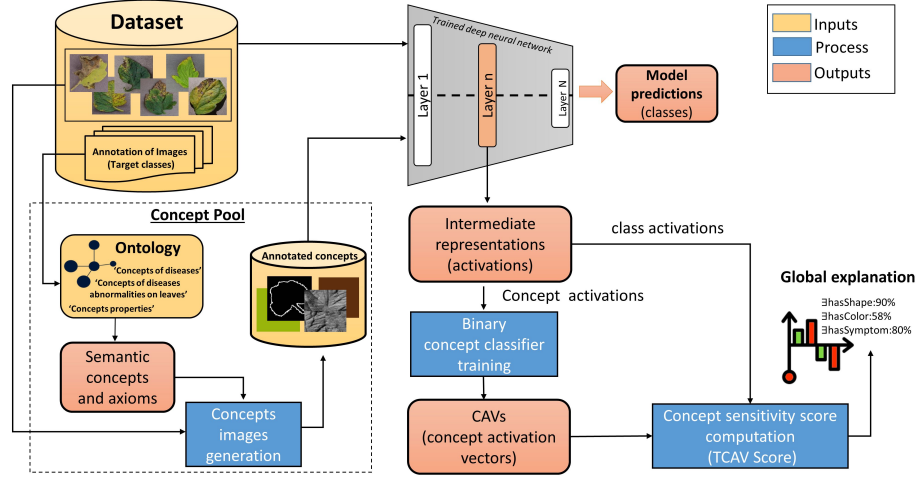 Dataset
Annotation of Images
(Target classes)
Trained deep neural network
Layer 1
Layer n
Layer N
Model
predictions
(classes)
Inputs
Process
Outputs
Concept Pool
Ontology
‘Concepts of diseases’
‘Concepts of diseases
abnormalities on leaves’
‘Concepts properties’
Annotated concepts
Semantic
concepts
and axioms
Concepts
images
generation
Intermediate
representations
(activations)
class activations
Concept activations
Binary
concept classifier
training
CAVs
(concept activation
vectors)
Concept sensitivity score
computation
(TCAV Score)
Global explanation
∃hasShape:90%
∃hasColor:58%
∃hasSymptom:80%